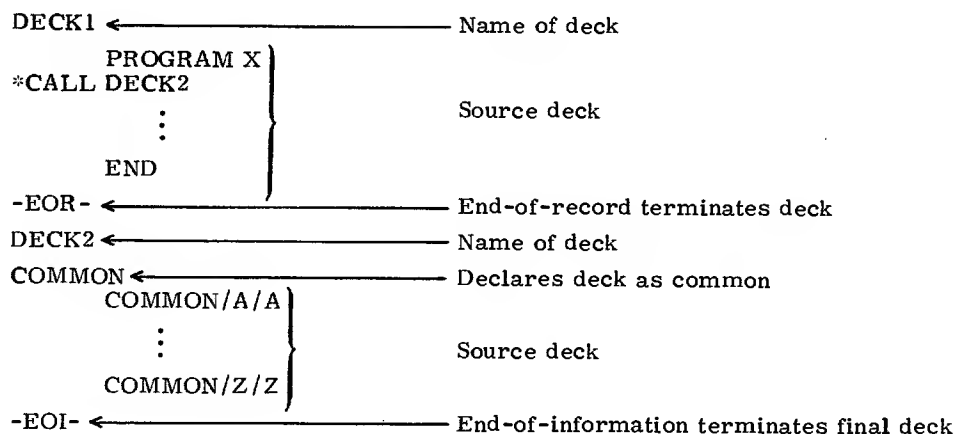 DECK1 Name of deck
PROGRAM X
*CALL DECK2
Source deck
END
-EOR- End-of-record terminates deck
DECK2 Name of deck
COMMON Declares deck as common
COMMON/A/A
Source deck
COMMON/Z/Z
-EOI- End-of-information terminates final deck